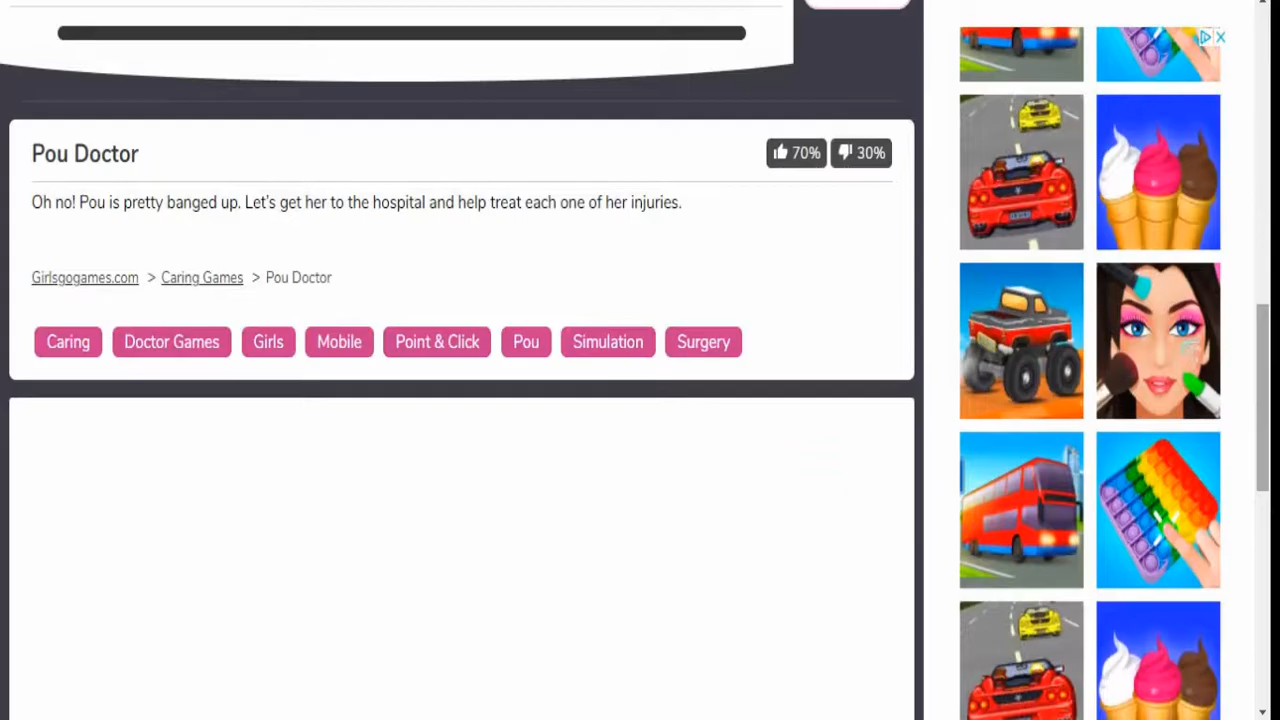 Pou Doctor
70% 30%
Oh no! Pou is pretty banged up. Let's get her to the hospital and help treat each one of her injuries.
Girlsgogames.com > Caring Games > Pou Doctor
Caring Doctor Games Girls Mobile Point & Click Pou Simulation Surgery